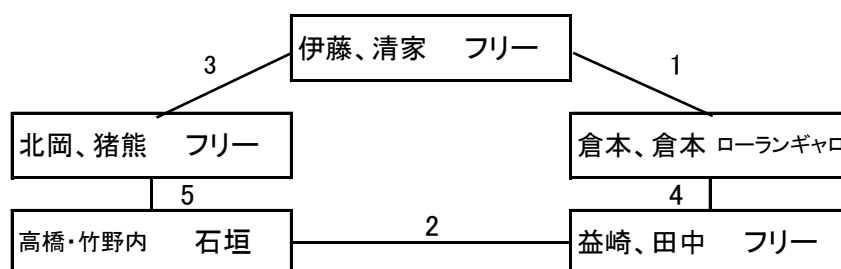 伊藤、清家 フリー
3
1
北岡、猪熊 フリー
倉本、倉本 ローランギャロ
5
4
高橋・竹野内 石垣
2
益崎、田中 フリー